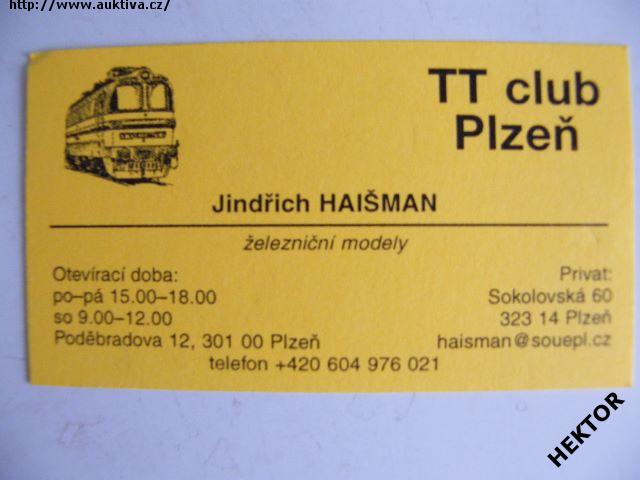 http://www.auktiva.cz/
TT club
Plzeň
Jindřich HAIŠMAN
železniční modely
Otevírací doba:
po–pá 15.00–18.00
so 9.00–12.00
Poděbradova 12, 301 00 Plzeň
Privat:
Sokolovská 60
323 14 Plzeň
haisman@souepl.cz
telefon +420 604 976 021
HEKTOR